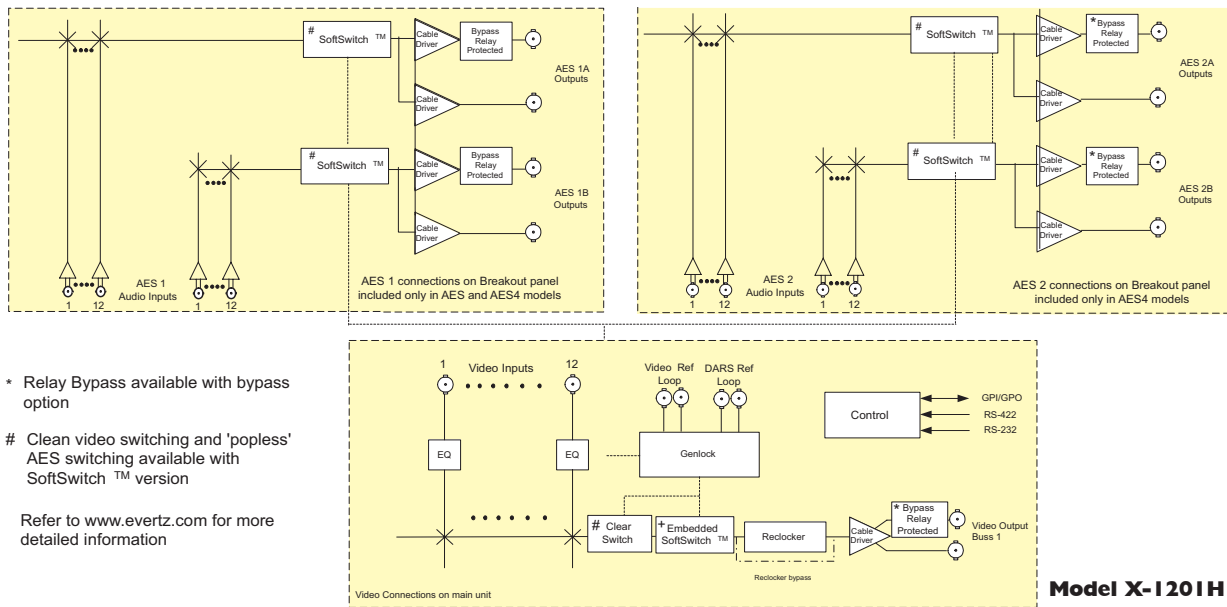 # SoftSwitch ™
Cable Driver
Bypass Relay Protected
AES 1A Outputs
Cable Driver
# SoftSwitch ™
Cable Driver
Bypass Relay Protected
AES 1B Outputs
Cable Driver
AES 1 Audio Inputs
1
12
1
12
AES 1 connections on Breakout panel
included only in AES and AES4 models
# SoftSwitch ™
Cable Driver
* Bypass Relay Protected
AES 2A Outputs
Cable Driver
# SoftSwitch ™
Cable Driver
* Bypass Relay Protected
AES 2B Outputs
Cable Driver
AES 2 Audio Inputs
1
12
1
12
AES 2 connections on Breakout panel
included only in AES4 models
* Relay Bypass available with bypass
option
# Clean video switching and 'popless'
AES switching available with
SoftSwitch ™ version
Refer to www.evertz.com for more
detailed information
1
Video Inputs
12
Video Ref
Loop
DARS Ref
Loop
Control
GPI/GPO
RS-422
RS-232
EQ
EQ
Genlock
# Clear
Switch
+ Embedded
SoftSwitch ™
Reclocker
Reclocker bypass
Cable
Driver
* Bypass
Relay
Protected
Video Output
Buss 1
Video Connections on main unit
Model X-1201H